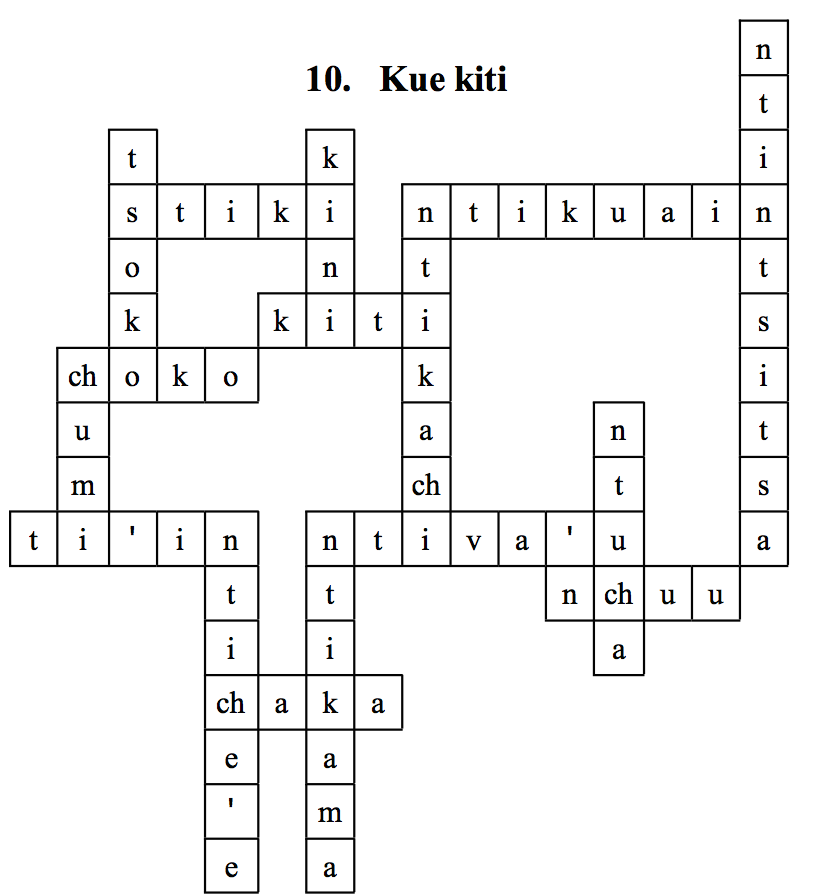 n
10. Kue kiti
t
t k i
s t i k i n t i k u a i n
o n t t
k k i t i s
ch o k o k i
u a n t
m ch t s
t i ' i n n t i v a ' u a
t t n ch u u
i i a
ch a k a
e a
' m
e a